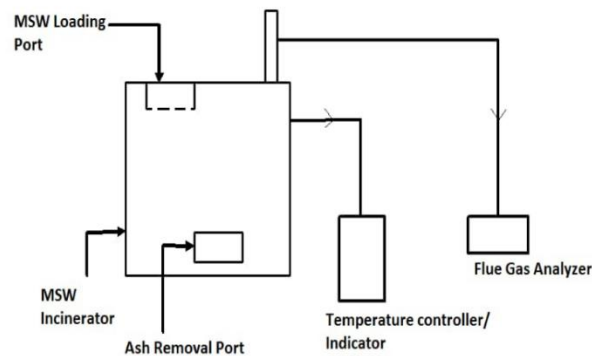 MSW Loading
Port
MSW
Incinerator
Ash Removal Port
Temperature controller/
Indicator
Flue Gas Analyzer